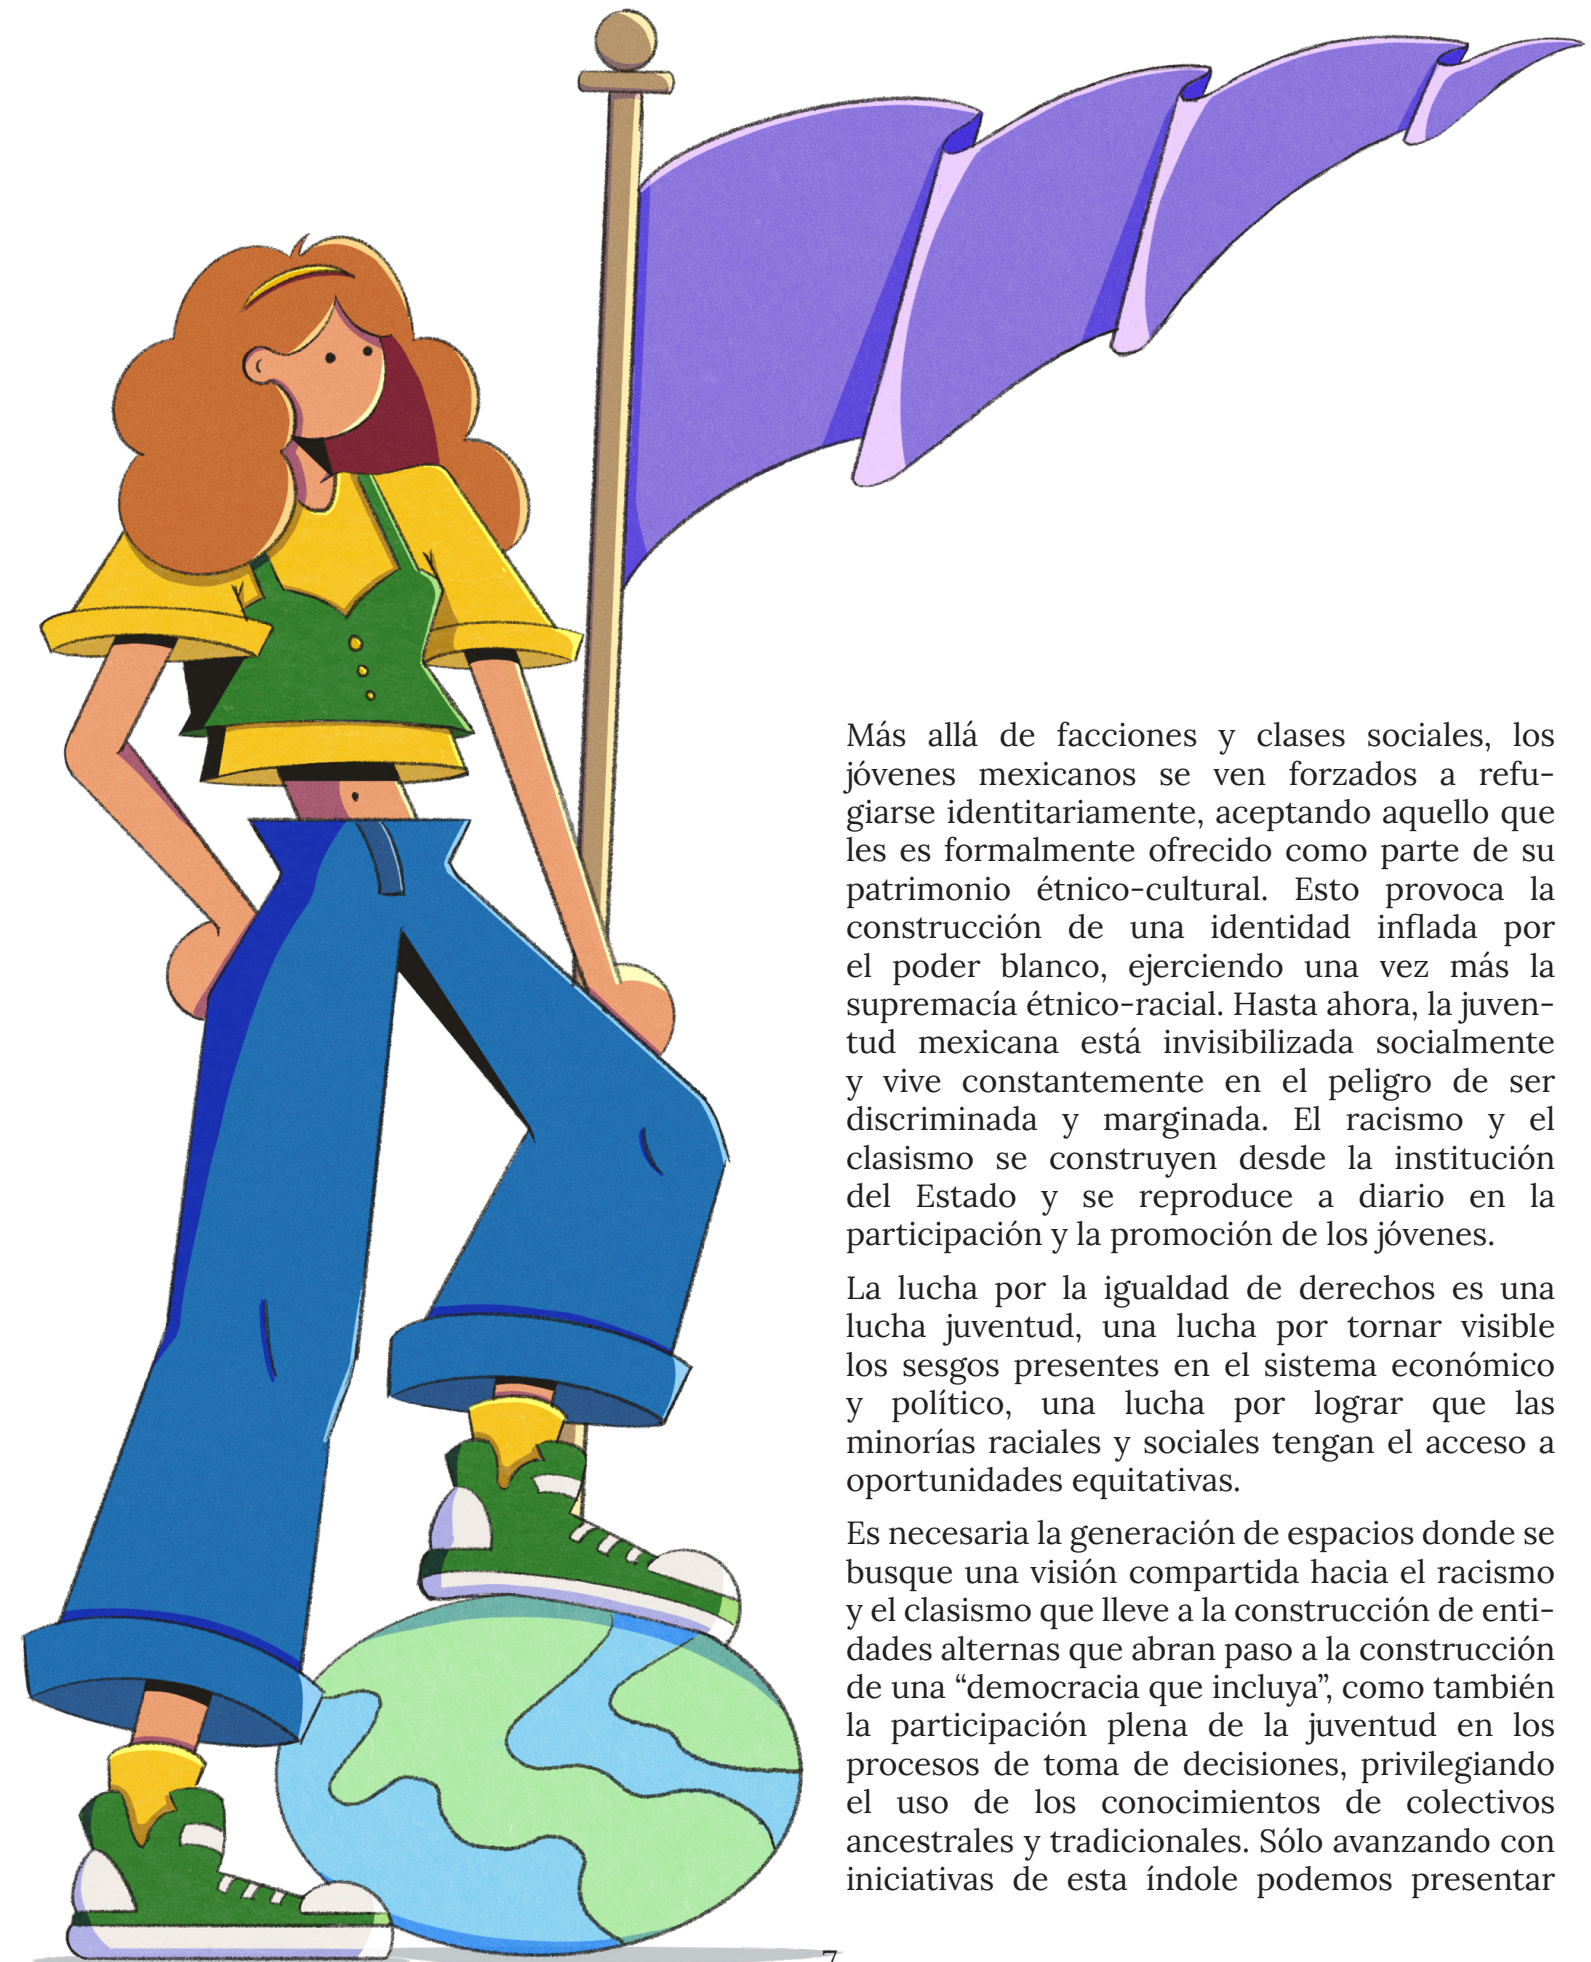 Más allá de facciones y clases sociales, los
jóvenes mexicanos se ven forzados a refu-
giarse identitariamente, aceptando aquello que
les es formalmente ofrecido como parte de su
patrimonio étnico-cultural. Esto provoca la
construcción de una identidad inflada por
el poder blanco, ejerciendo una vez más la
supremacía étnico-racial. Hasta ahora, la juven-
tud mexicana está invisibilizada socialmente
y vive constantemente en el peligro de ser
discriminada y marginada. El racismo y el
clasismo se construyen desde la institución
del Estado y se reproduce a diario en la
participación y la promoción de los jóvenes.
La lucha por la igualdad de derechos es una
lucha juventud, una lucha por tornar visible
los sesgos presentes en el sistema económico
y político, una lucha por lograr que las
minorías raciales y sociales tengan el acceso a
oportunidades equitativas.
Es necesaria la generación de espacios donde se
busque una visión compartida hacia el racismo
y el clasismo que lleve a la construcción de enti-
dades alternas que abran paso a la construcción
de una “democracia que incluya”, como también
la participación plena de la juventud en los
procesos de toma de decisiones, privilegiando
el uso de los conocimientos de colectivos
ancestrales y tradicionales. Sólo avanzando con
iniciativas de esta índole podemos presentar
7